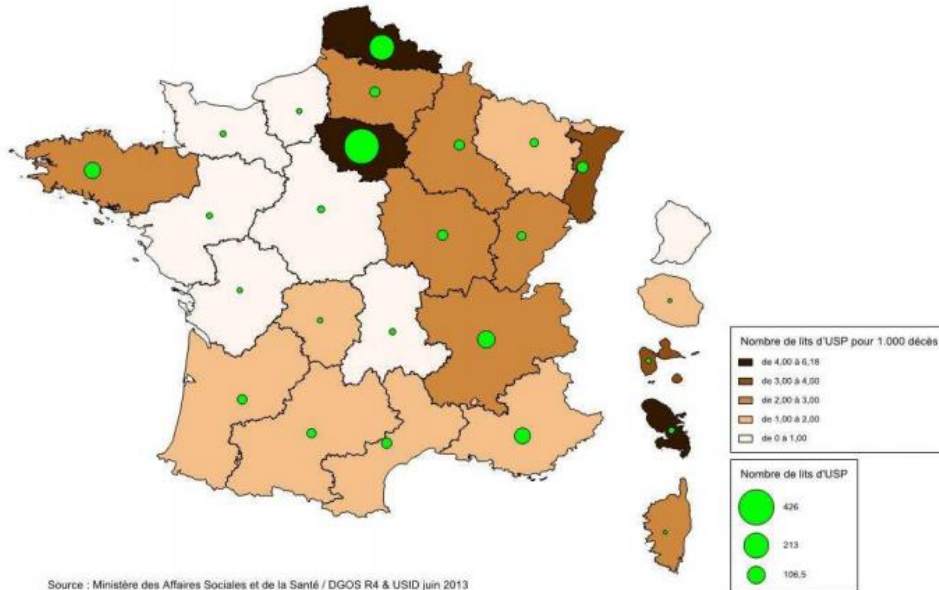 Nombre de lits d'USP pour 1.000 décès
de 4,00 à 6,18
de 3,00 à 4,00
de 2,00 à 3,00
de 1,00 à 2,00
de 0 à 1,00
Nombre de lits d'USP
426
213
106,5
Source : Ministère des Affaires Sociales et de la Santé / DGOS R4 & USID juin 2013